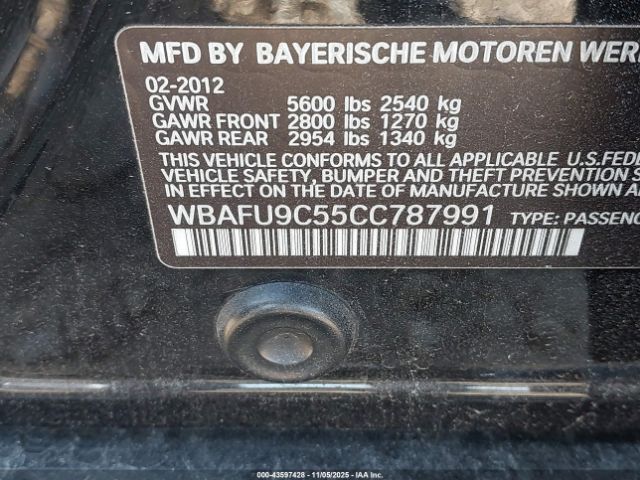 MFD BY BAYERISCHE MOTOREN WER
02-2012
GVWR 5600 lbs 2540 kg
GAWR FRONT 2800 lbs 1270 kg
GAWR REAR 2954 lbs 1340 kg
THIS VEHICLE CONFORMS TO ALL APPLICABLE U.S.FEDE
VEHICLE SAFETY, BUMPER AND THEFT PREVENTION S
EFFECT ON THE DATE OF MANUFACTURE SHOWN A
WBAFU9C55CC787991 TYPE: PASSENG
000-43597428 - 11/05/2025 - IAA Inc.